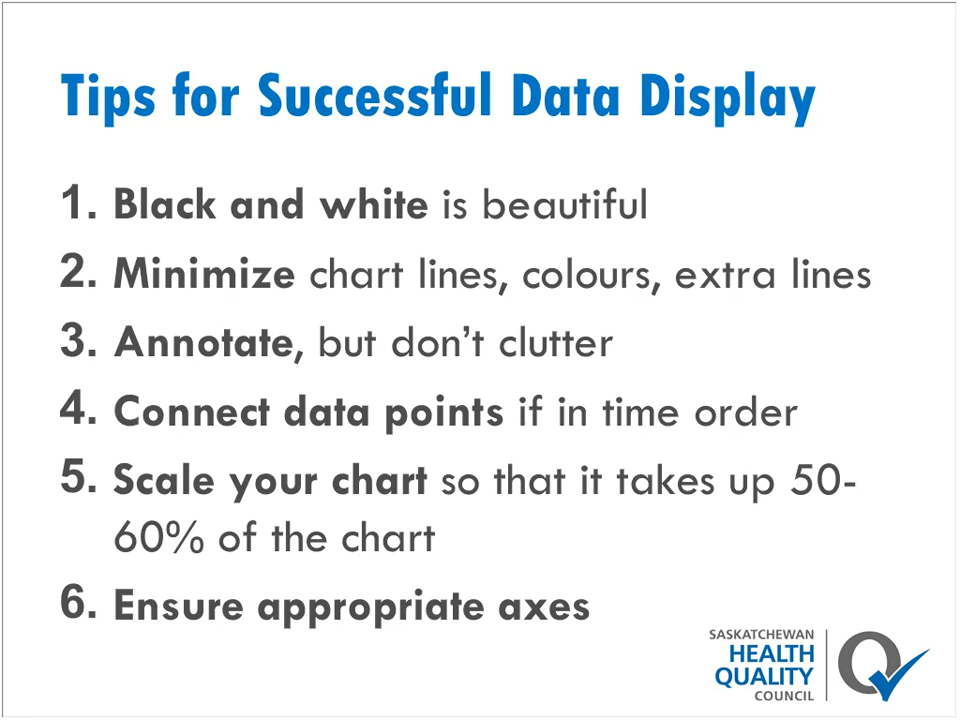 Tips for Successful Data Display
1. Black and white is beautiful
2. Minimize chart lines, colours, extra lines
3. Annotate, but don’t clutter
4. Connect data points if in time order
5. Scale your chart so that it takes up 50-
60% of the chart
6. Ensure appropriate axes
SASKATCHEWAN
HEALTH
QUALITY
COUNCIL